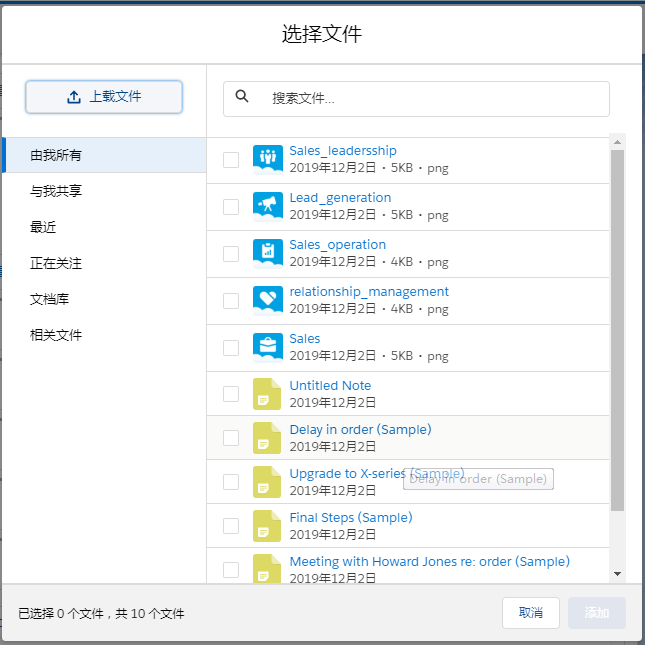 选择文件
上载文件
搜索文件...
由我所有
与我共享
最近
正在关注
文档库
相关文件
Sales_leadersship
2019年12月2日 • 5KB • png
Lead_generation
2019年12月2日 • 5KB • png
Sales_operation
2019年12月2日 • 4KB • png
relationship_management
2019年12月2日 • 4KB • png
Sales
2019年12月2日 • 5KB • png
Untitled Note
2019年12月2日
Delay in order (Sample)
2019年12月2日
Upgrade to X-series (Sample)
Delay in order (Sample)
2019年12月2日
Final Steps (Sample)
2019年12月2日
Meeting with Howard Jones re: order (Sample)
2019年12月2日
已选择 0 个文件，共 10 个文件
取消
添加